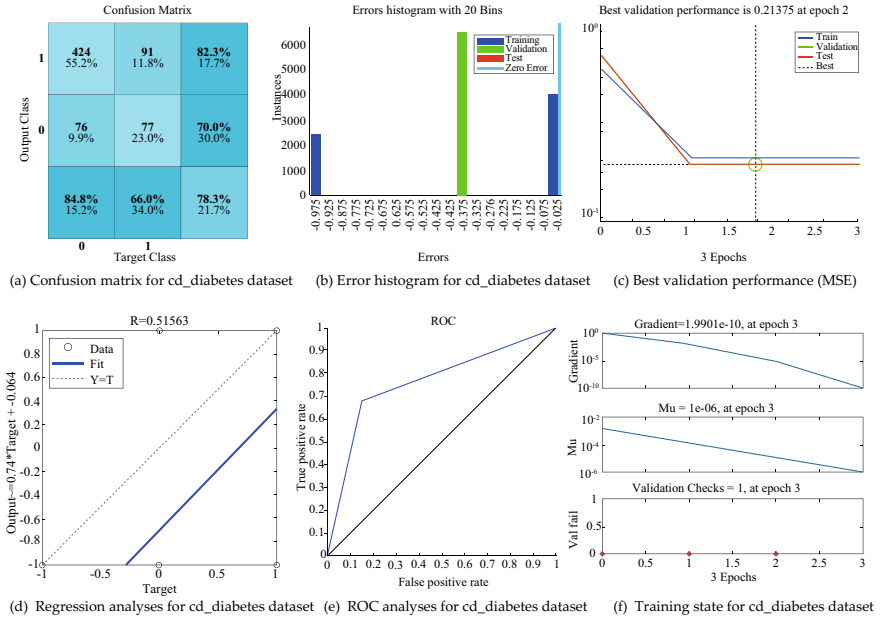 Confusion Matrix
Output Class
1
424
55.2%
91
11.8%
82.3%
17.7%
0
76
9.9%
77
23.0%
70.0%
30.0%
84.8%
15.2%
66.0%
34.0%
78.3%
21.7%
0
1
Target Class
(a) Confusion matrix for cd_diabetes dataset
Errors histogram with 20 Bins
Training
Validation
Test
Zero Error
Instances
6000
5000
4000
3000
2000
1000
0
-0.975
-0.925
-0.875
-0.775
-0.725
-0.675
-0.625
0.625
-0.525
-0.425
-0.425
-0.375
-0.325
-0.276
-0.225
-0.175
-0.125
-0.075
-0.025
Errors
(b) Error histogram for cd_diabetes dataset
Best validation performance is 0.21375 at epoch 2
Train
Validation
Test
Best
10⁰
10⁻¹
0
0.5
1
1.5
2
2.5
3
3 Epochs
(c) Best validation performance (MSE)
R=0.51563
Data
Fit
Y=T
Output~=0.74*Target + -0.064
1
0.8
0.6
0.4
0.2
0
-0.2
-0.4
-0.6
-0.8
-1
-1
-0.5
0
0.5
1
Target
(d) Regression analyses for cd_diabetes dataset
ROC
True positive rate
1
0.9
0.8
0.7
0.6
0.5
0.4
0.3
0.2
0.1
0
0
0.1
0.2
0.3
0.4
0.5
0.6
0.7
0.8
0.9
1
False positive rate
(e) ROC analyses for cd_diabetes dataset
Gradient=1.9901e-10, at epoch 3
Gradient
10⁰
10⁻⁵
10⁻¹⁰
Mu = 1e-06, at epoch 3
Mu
10⁻²
10⁻⁴
10⁻⁶
Validation Checks = 1, at epoch 3
Val fail
1
0.5
0
0
0.5
1
1.5
2
2.5
3
3 Epochs
(f) Training state for cd_diabetes dataset